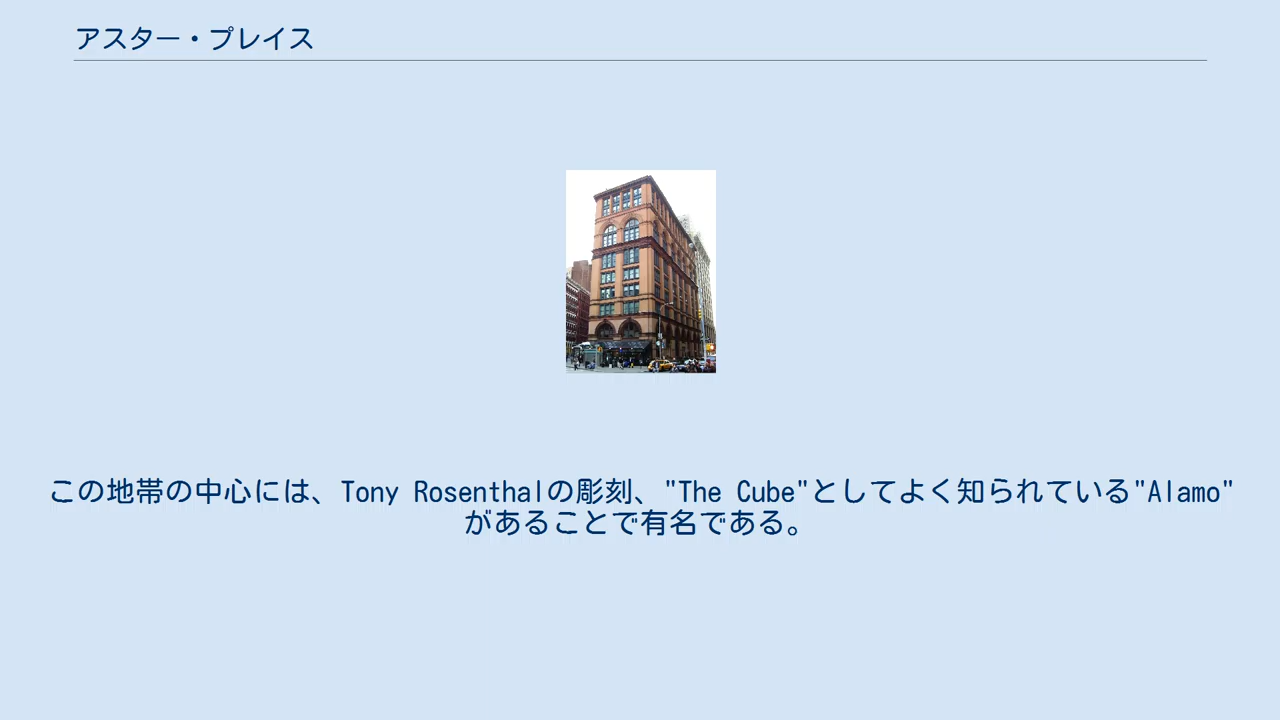 アスター・プレイス
この地帯の中心には、Tony Rosenthalの彫刻、"The Cube"としてよく知られている"Alamo"
があることで有名である。